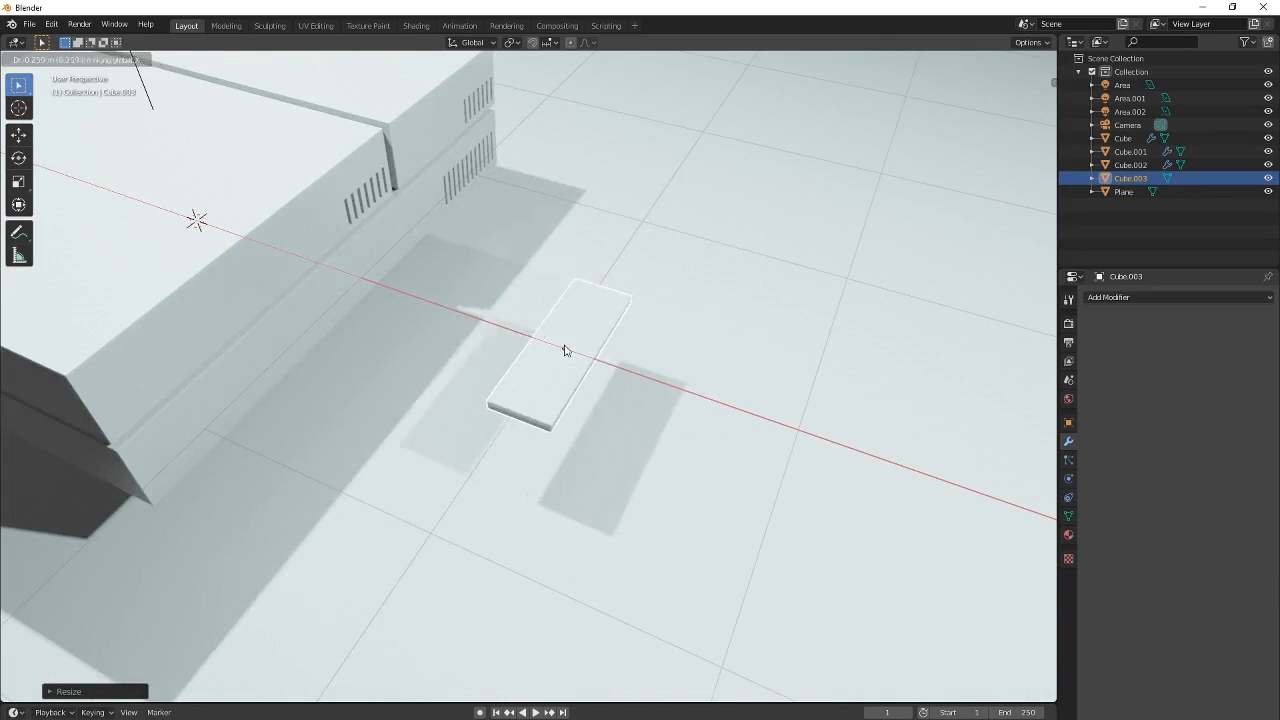 Blender
File Edit Render Window Help
Layout Modeling Sculpting UV Editing Texture Paint Shading Animation Rendering Compositing Scripting +
Scene View Layer
Global Options
User Perspective
(1) Collection | Cube.003
Scene Collection
Collection
Area
Area.001
Area.002
Camera
Cube
Cube.001
Cube.002
Cube.003
Plane
Cube.003
Add Modifier
Resize
Playback Keying View Marker 1 Start 1 End 250